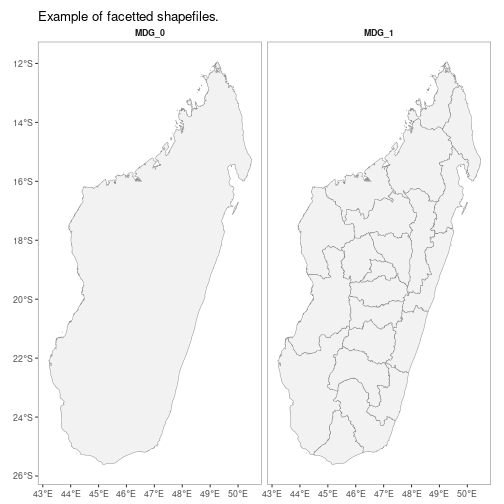 Example of facetted shapefiles.
MDG_0 MDG_1
12°S
14°S
16°S
18°S
20°S
22°S
24°S
26°S
43°E 44°E 45°E 46°E 47°E 48°E 49°E 50°E 43°E 44°E 45°E 46°E 47°E 48°E 49°E 50°E